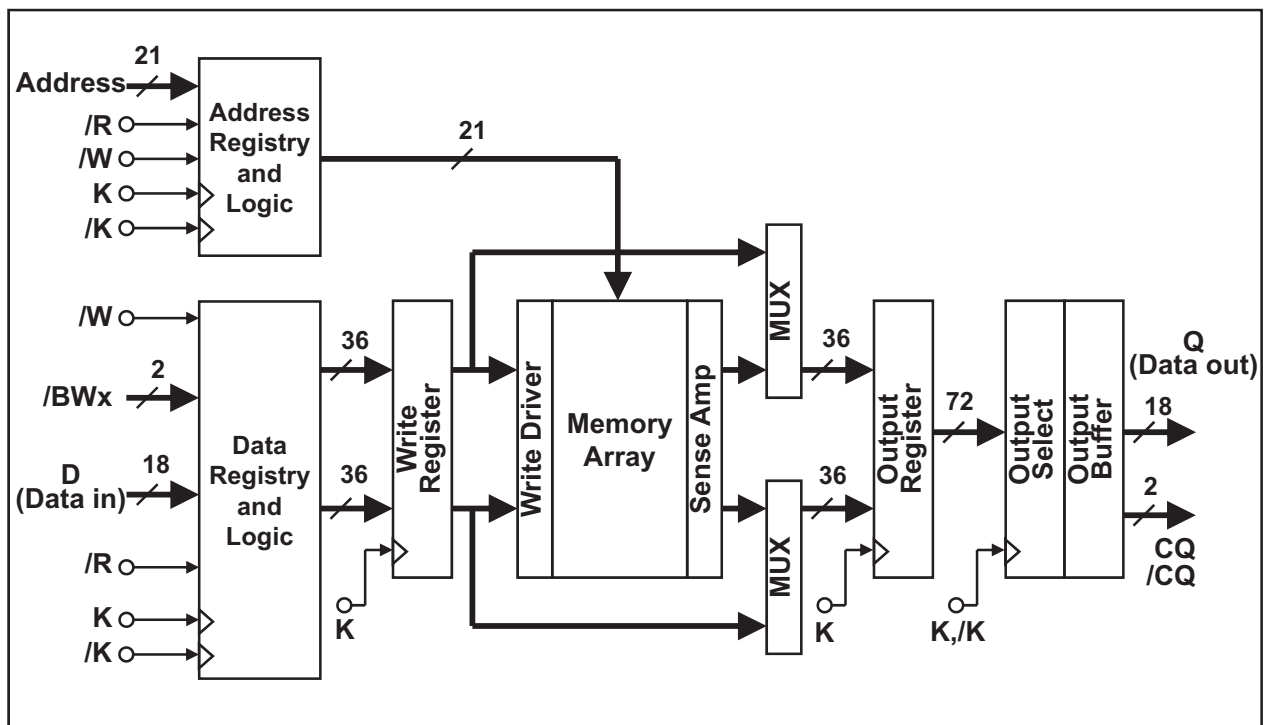 21
Address
/R
/W
K
/K
Address
Registry
and
Logic
21
/W
2
/BWx
18
D
(Data in)
/R
K
/K
Data
Registry
and
Logic
36
36
Write
Register
K
Write Driver
Memory
Array
Sense Amp
MUX
36
MUX
36
K
Output
Register
72
K,/K
Output
Select
Output
Buffer
Q
(Data out)
18
2
CQ
/CQ